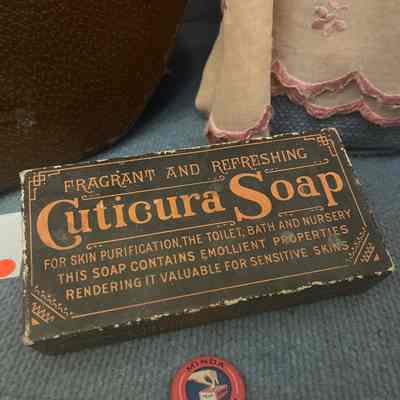 FRAGRANT AND REFRESHING
Cuticura Soap
FOR SKIN PURIFICATION, THE TOILET, BATH AND NURSERY
THIS SOAP CONTAINS EMOLLIENT PROPERTIES
RENDERING IT VALUABLE FOR SENSITIVE SKINS.
MINDA